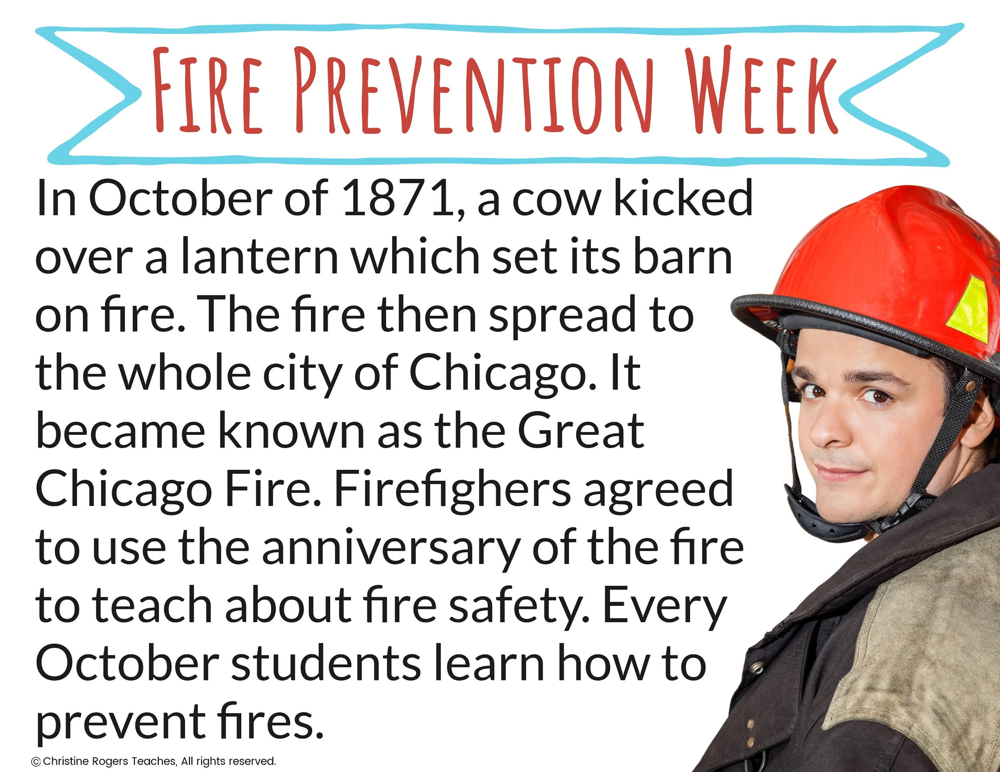 FIRE PREVENTION WEEK
In October of 1871, a cow kicked
over a lantern which set its barn
on fire. The fire then spread to
the whole city of Chicago. It
became known as the Great
Chicago Fire. Firefighers agreed
to use the anniversary of the fire
to teach about fire safety. Every
October students learn how to
prevent fires.
© Christine Rogers Teaches, All rights reserved.